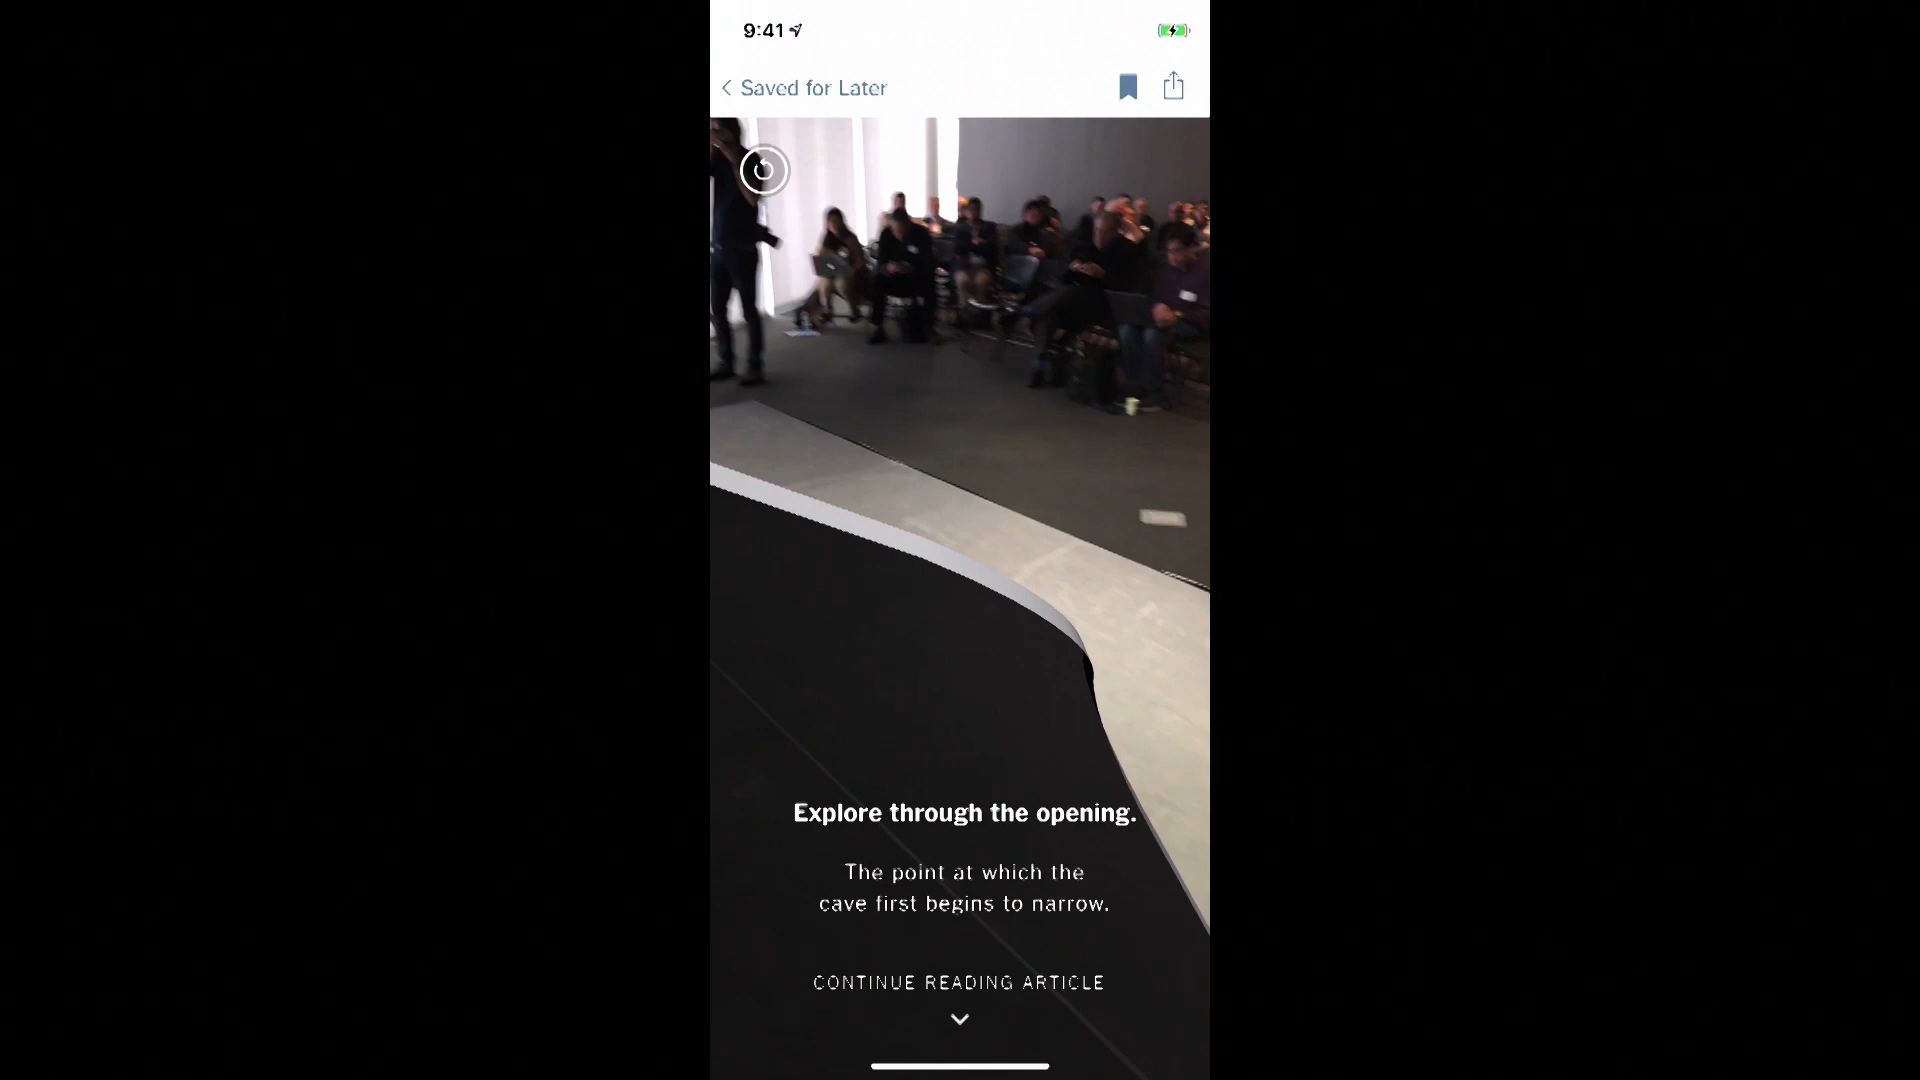 9:41
Saved for Later
Explore through the opening.
The point at which the
cave first begins to narrow.
CONTINUE READING ARTICLE